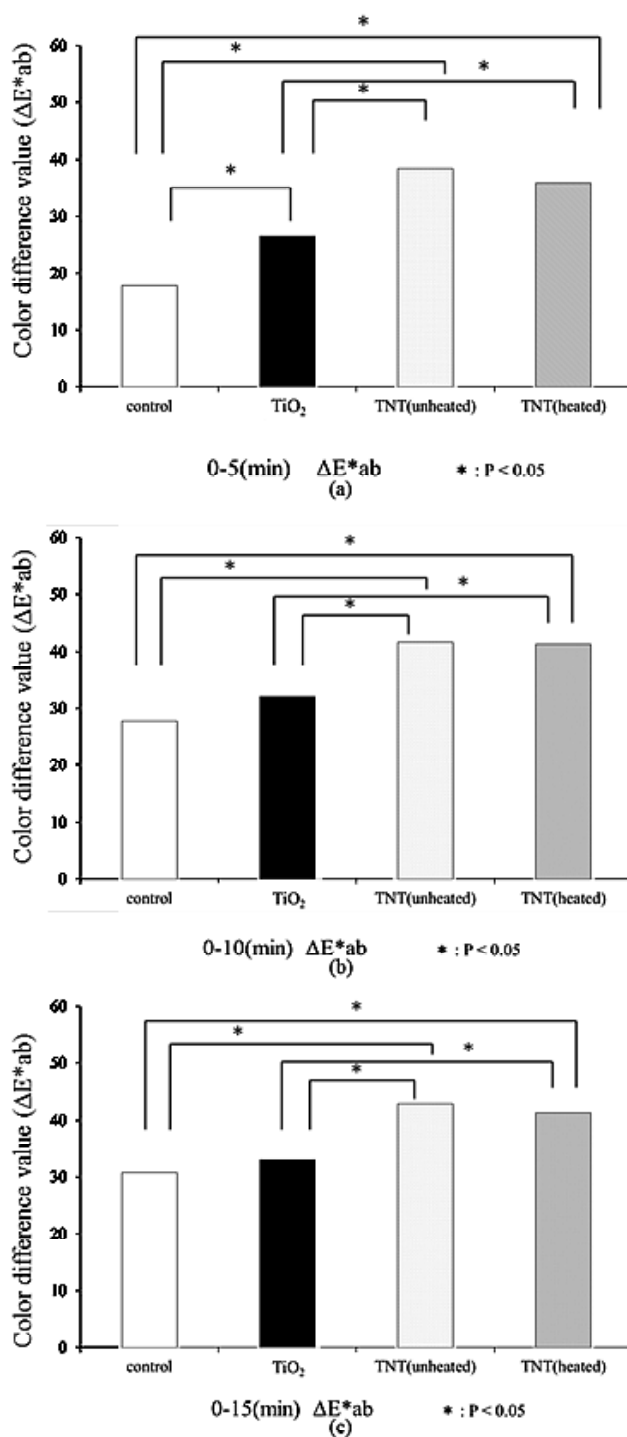 *
60
*
*
50
*
40
*
30
20
10
0
Color difference value (ΔE*ab)
control
TiO₂
TNT(unheated)
TNT(heated)
0-5(min) ΔE*ab
* : P < 0.05
(a)
60
*
*
50
*
*
40
30
20
10
0
Color difference value (ΔE*ab)
control
TiO₂
TNT(unheated)
TNT(heated)
0-10(min) ΔE*ab
* : P < 0.05
(b)
60
*
*
50
*
*
40
30
20
10
0
Color difference value (ΔE*ab)
control
TiO₂
TNT(unheated)
TNT(heated)
0-15(min) ΔE*ab
* : P < 0.05
(c)